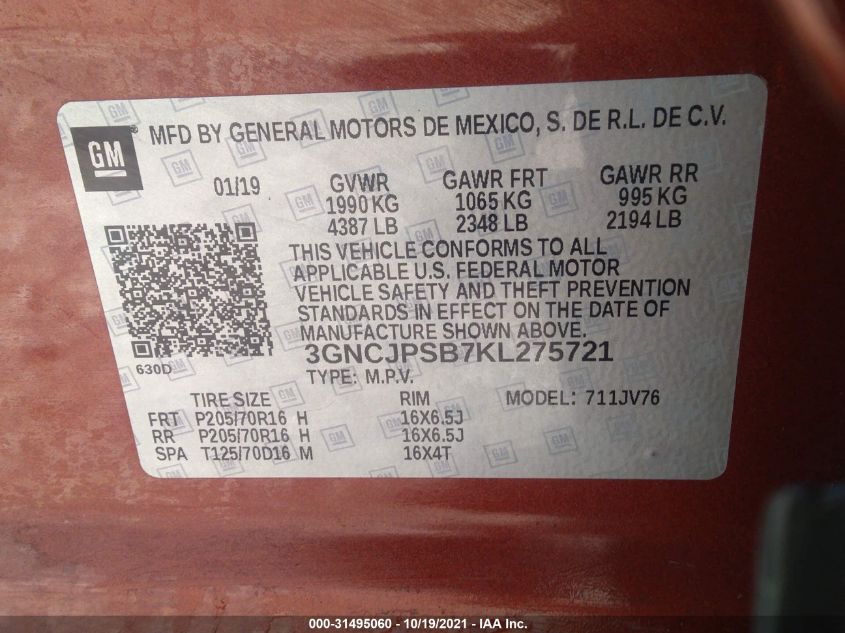 GM ® MFD BY GENERAL MOTORS DE MEXICO, S. DE R.L. DE C.V.
01/19 GVWR GAWR FRT GAWR RR
1990 KG 1065 KG 995 KG
4387 LB 2348 LB 2194 LB
THIS VEHICLE CONFORMS TO ALL
APPLICABLE U.S. FEDERAL MOTOR
VEHICLE SAFETY AND THEFT PREVENTION
STANDARDS IN EFFECT ON THE DATE OF
MANUFACTURE SHOWN ABOVE.
630D 3GNCJPSB7KL275721
TYPE: M.P.V.
TIRE SIZE RIM MODEL: 711JV76
FRT P205/70R16 H 16X6.5J
RR P205/70R16 H 16X6.5J
SPA T125/70D16 M 16X4T
000-31495060 - 10/19/2021 - IAA Inc.